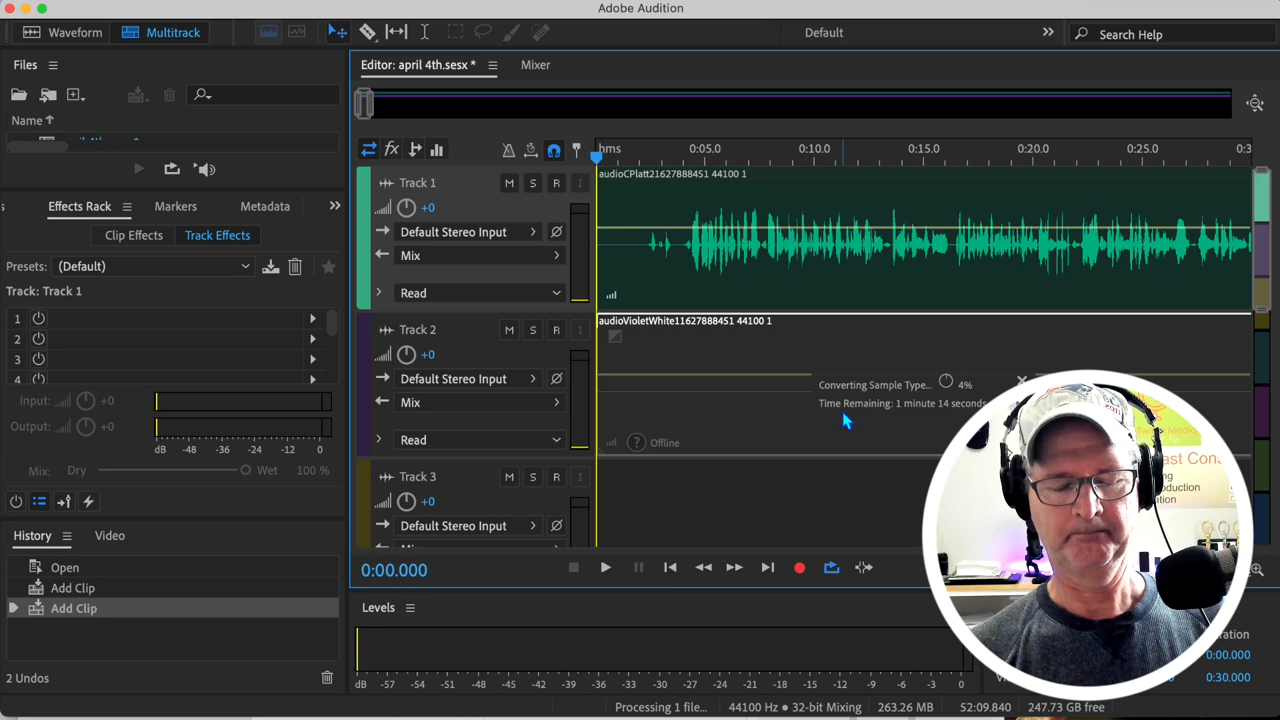 Adobe Audition
Waveform
Multitrack
Default
Search Help
Files
Editor: april 4th.sesx *
Mixer
Name
hms
0:05.0
0:10.0
0:15.0
0:20.0
0:25.0
0:3
Track 1
M
S
R
I
audioCPlatt21627888451 44100 1
+0
Default Stereo Input
Mix
Read
Effects Rack
Markers
Metadata
Clip Effects
Track Effects
Presets:
(Default)
Track: Track 1
1
2
3
4
Input:
+0
Output:
+0
dB
-48
-36
-24
-12
0
Mix:
Dry
Wet
100 %
Track 2
M
S
R
I
audioVioletWhite11627888451 44100 1
+0
Default Stereo Input
Mix
Read
Converting Sample Type...
4%
Time Remaining: 1 minute 14 seconds
Offline
Track 3
M
S
R
I
+0
Default Stereo Input
History
Video
Open
Add Clip
Add Clip
2 Undos
0:00.000
Levels
dB
-57
-54
-51
-48
-45
-42
-39
-36
-33
-30
-27
-24
-21
-18
-15
-12
-9
-6
-3
0
0:00.000
0:30.000
Processing 1 file...
44100 Hz ● 32-bit Mixing
263.26 MB
52:09.840
247.73 GB free